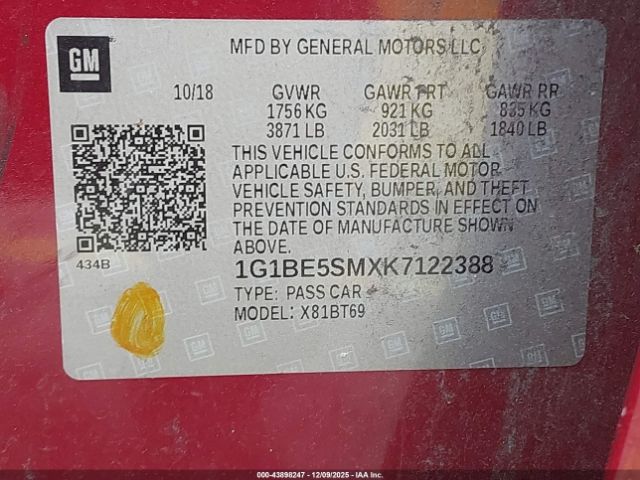 GM
MFD BY GENERAL MOTORS LLC
10/18 GVWR GAWR FRT GAWR RR
1756 KG 921 KG 835 KG
3871 LB 2031 LB 1840 LB
THIS VEHICLE CONFORMS TO ALL
APPLICABLE U.S. FEDERAL MOTOR
VEHICLE SAFETY, BUMPER, AND THEFT
PREVENTION STANDARDS IN EFFECT ON
THE DATE OF MANUFACTURE SHOWN
ABOVE.
434B
1G1BE5SMXK7122388
TYPE: PASS CAR
MODEL: X81BT69
000-43898247 - 12/09/2025 - IAA Inc.